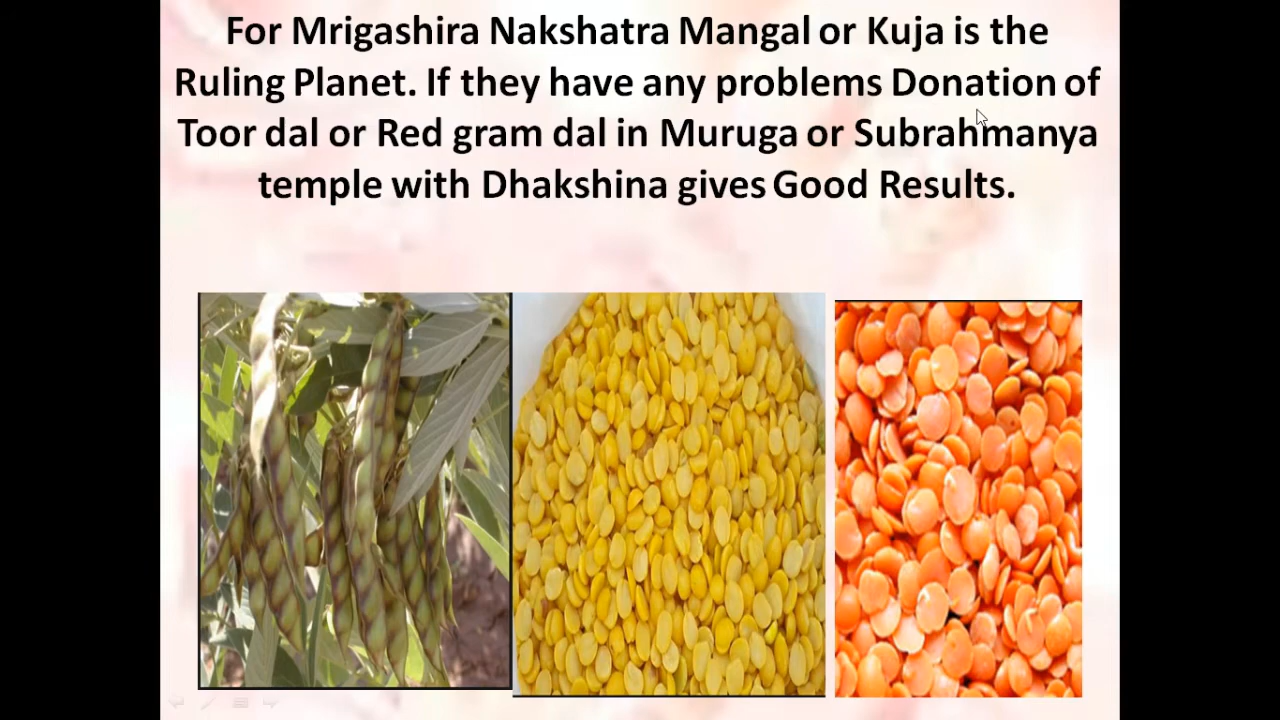 For Mrigashira Nakshatra Mangal or Kuja is the
Ruling Planet. If they have any problems Donation of
Toor dal or Red gram dal in Muruga or Subrahmanya
temple with Dhakshina gives Good Results.